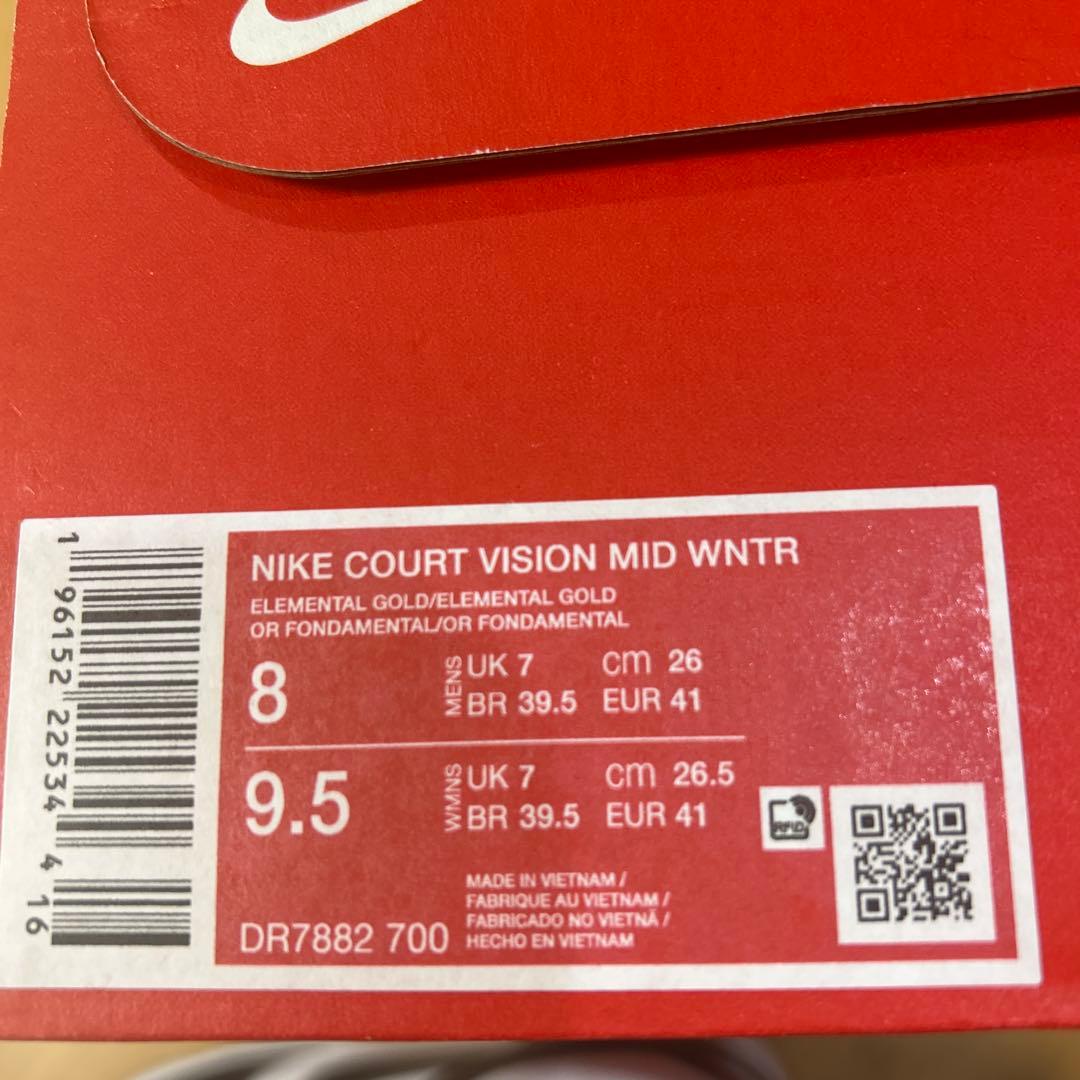 NIKE COURT VISION MID WNTR
ELEMENTAL GOLD/ELEMENTAL GOLD
OR FONDAMENTAL/OR FONDAMENTAL
8 MENS UK 7 cm 26
BR 39.5 EUR 41
9.5 WMNS UK 7 cm 26.5
BR 39.5 EUR 41
RFID
MADE IN VIETNAM /
FABRIQUE AU VIETNAM /
FABRICADO NO VIETNÃ /
HECHO EN VIETNAM
DR7882 700
1 96152 22534 4 16